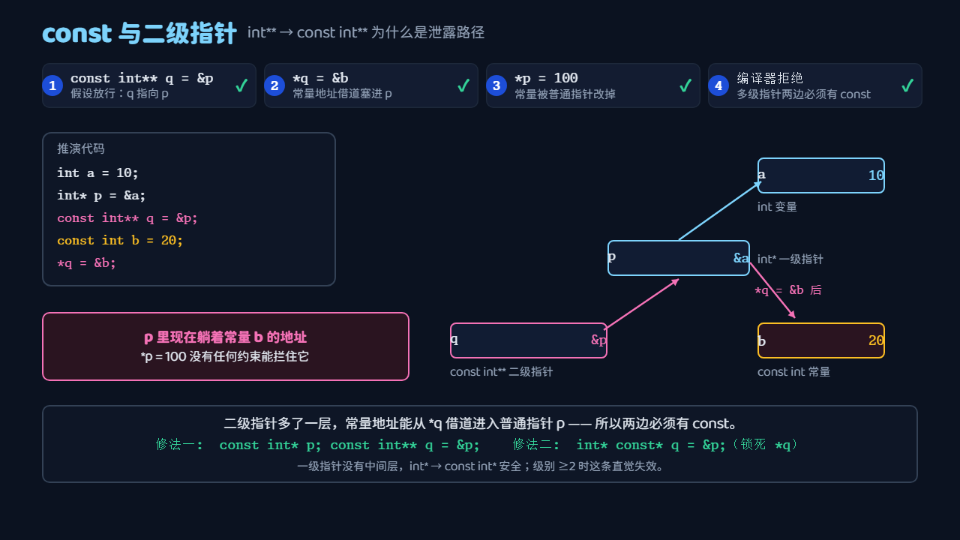 const 与二级指针 int** → const int** 为什么是泄露路径
1 const int** q = &p ✓
假设放行：q 指向 p
2 *q = &b ✓
常量地址借道塞进 p
3 *p = 100 ✓
常量被普通指针改掉
4 编译器拒绝 ✓
多级指针两边必须有 const
推演代码
int a = 10;
int* p = &a;
const int** q = &p;
const int b = 20;
*q = &b;
a 10
int 变量
p &a
int* 一级指针
*q = &b 后
q &p
const int** 二级指针
b 20
const int 常量
p 里现在躺着常量 b 的地址
*p = 100 没有任何约束能拦住它
二级指针多了一层，常量地址能从 *q 借道进入普通指针 p —— 所以两边必须有 const。
修法一： const int* p; const int** q = &p; 修法二： int* const* q = &p;（锁死 *q）
一级指针没有中间层，int* → const int* 安全；级别 ≥2 时这条直觉失效。